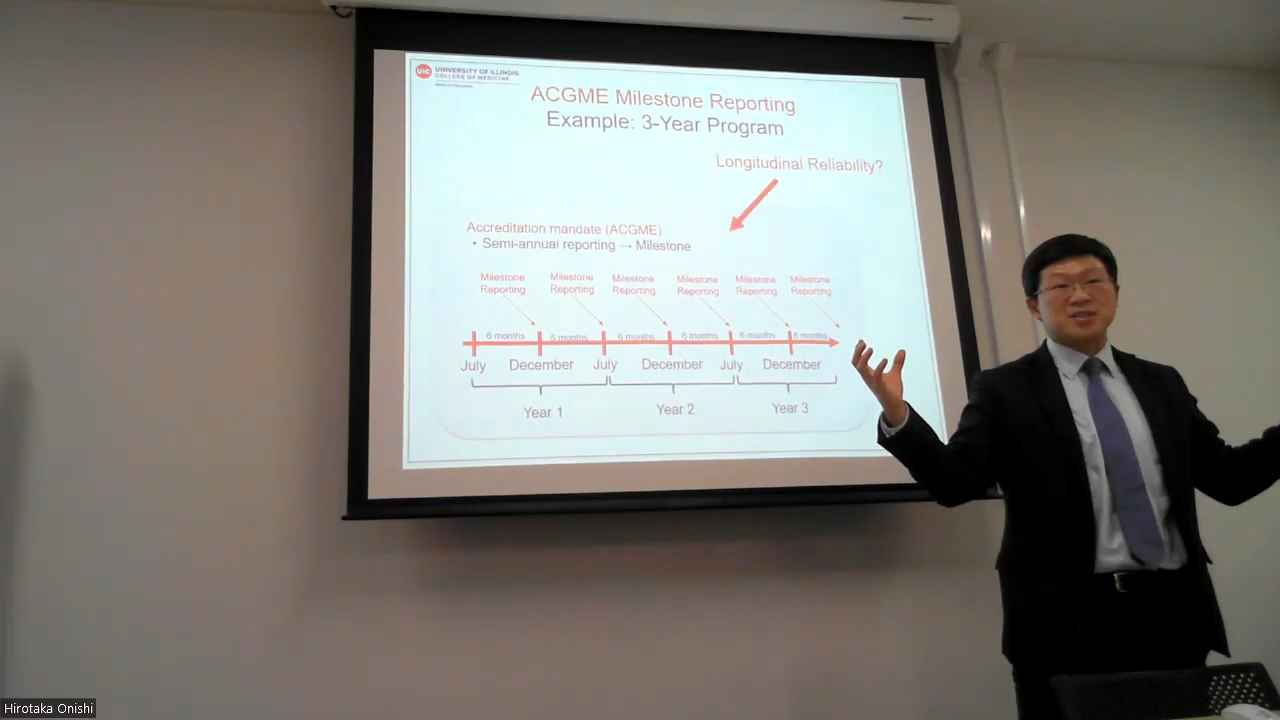 UIC UNIVERSITY OF ILLINOIS
COLLEGE OF MEDICINE
Medical Education
ACGME Milestone Reporting
Example: 3-Year Program
Longitudinal Reliability?
Accreditation mandate (ACGME)
• Semi-annual reporting → Milestone
Milestone Milestone Milestone Milestone Milestone Milestone
Reporting Reporting Reporting Reporting Reporting Reporting
6 months 6 months 6 months 6 months 6 months 6 months
July December July December July December
Year 1 Year 2 Year 3
Hirotaka Onishi